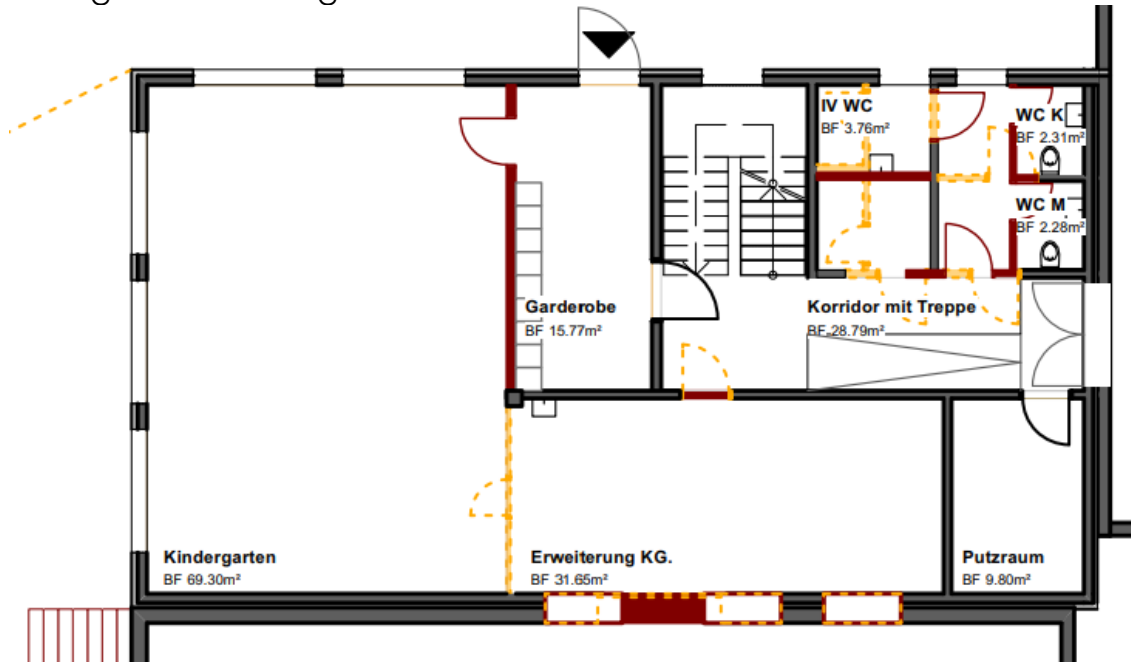 IV WC
BF 3.76m²
WC K
BF 2.31m²
WC M
BF 2.28m²
Garderobe
BF 15.77m²
Korridor mit Treppe
BF 28.79m²
Kindergarten
BF 69.30m²
Erweiterung KG.
BF 31.65m²
Putzraum
BF 9.80m²